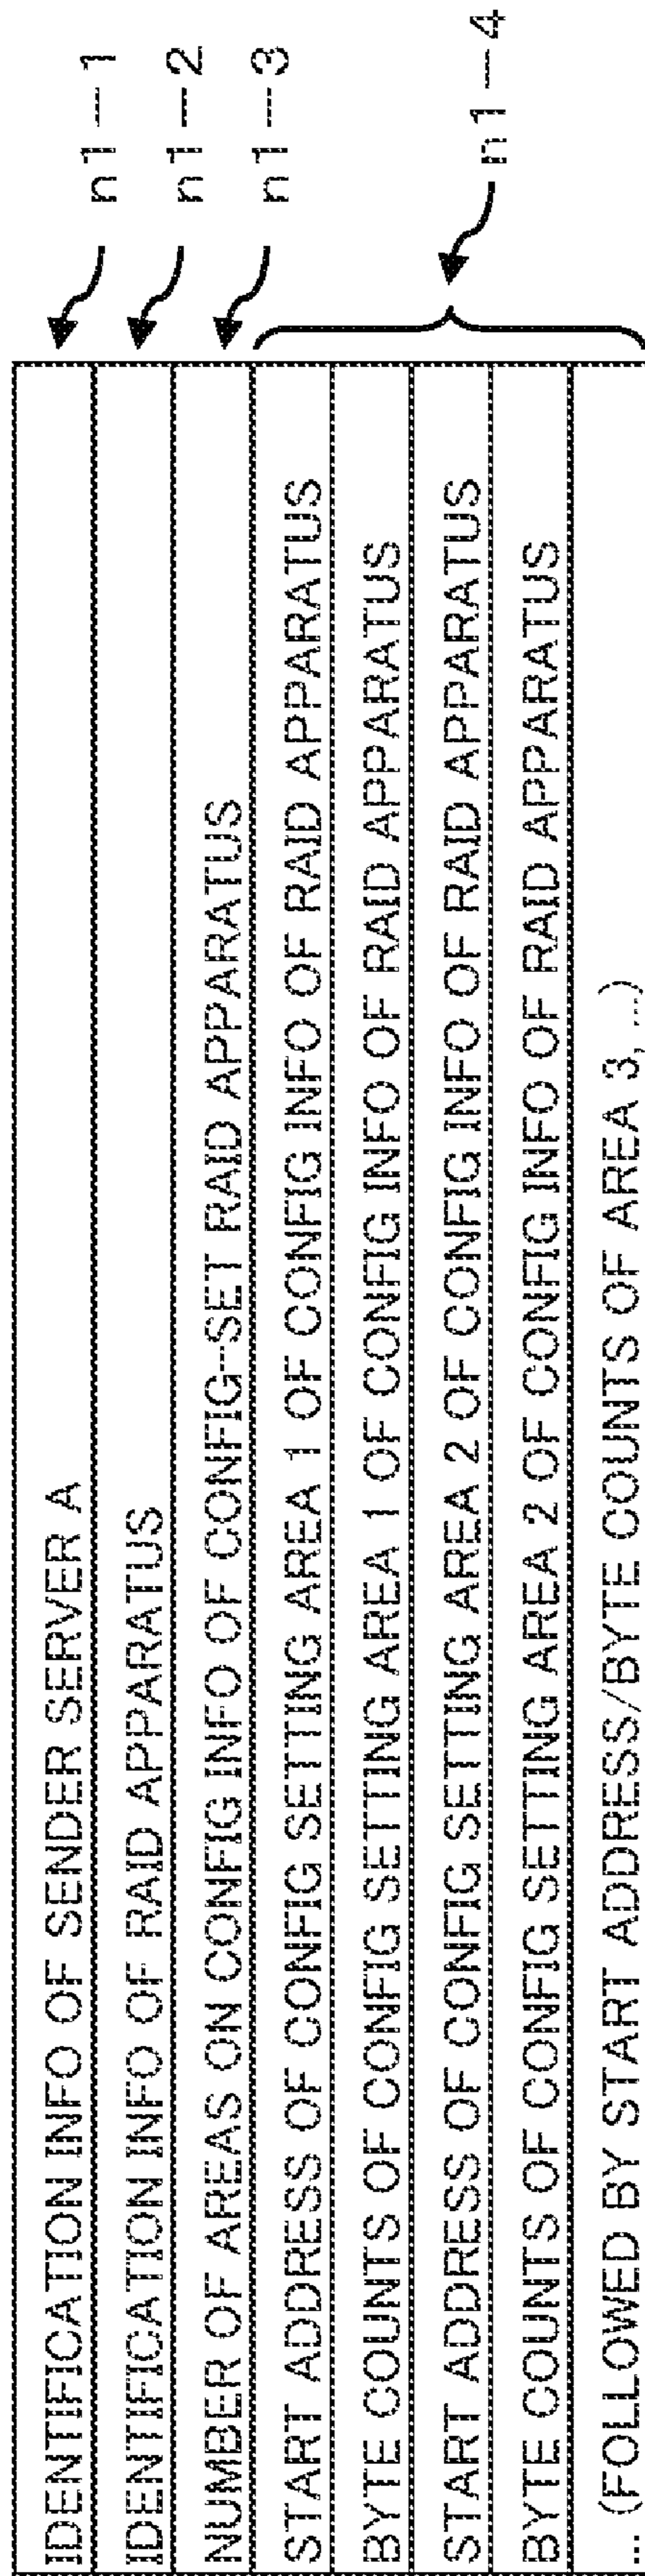 IDENTIFICATION INFO OF SENDER SERVER A
IDENTIFICATION INFO OF RAID APPARATUS
NUMBER OF AREAS ON CONFIG INFO OF CONFIG-SET RAID APPARATUS
START ADDRESS OF CONFIG SETTING AREA 1 OF CONFIG INFO OF RAID APPARATUS
BYTE COUNTS OF CONFIG SETTING AREA 1 OF CONFIG INFO OF RAID APPARATUS
START ADDRESS OF CONFIG SETTING AREA 2 OF CONFIG INFO OF RAID APPARATUS
BYTE COUNTS OF CONFIG SETTING AREA 2 OF CONFIG INFO OF RAID APPARATUS
... (FOLLOWED BY START ADDRESS/BYTE COUNTS OF AREA 3, ...)
n1-1
n1-2
n1-3
n1-4